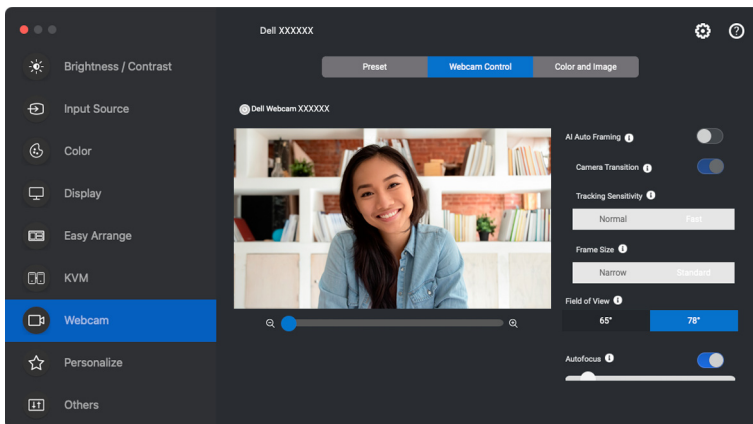 Dell XXXXXX
Brightness / Contrast
Input Source
Color
Display
Easy Arrange
KVM
Webcam
Personalize
Others
Preset
Webcam Control
Color and Image
Dell Webcam XXXXXX
AI Auto Framing
Camera Transition
Tracking Sensitivity
Normal Fast
Frame Size
Narrow Standard
Field of View
65° 78°
Autofocus